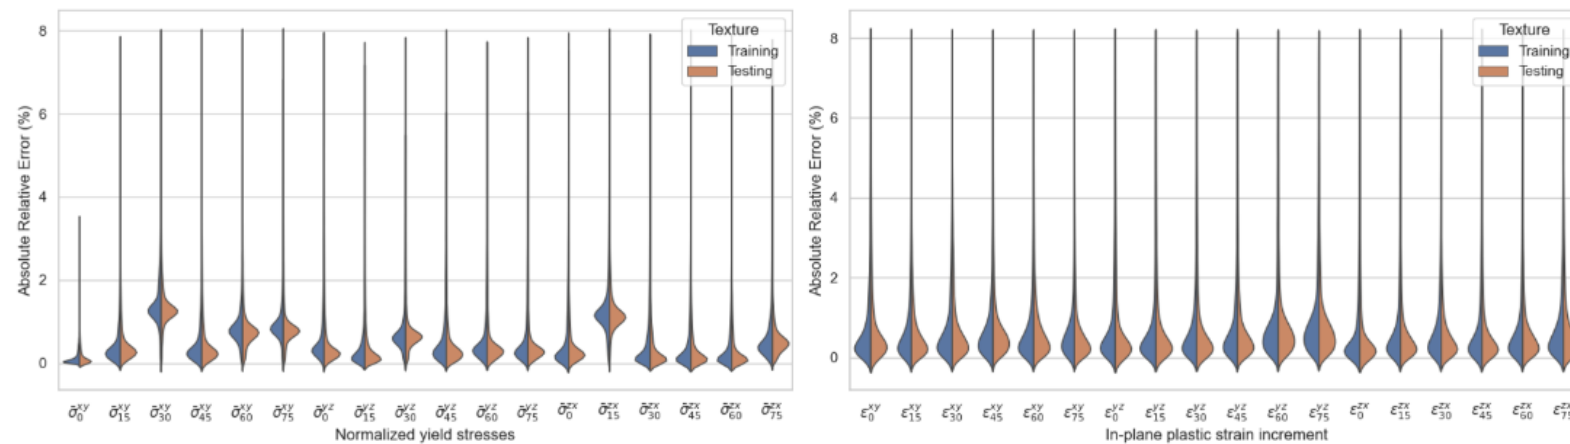 Absolute Relative Error (%)
8
6
4
2
0
Texture
Training
Testing
σ̃₀ˣʸ σ̃₁₅ˣʸ σ̃₃₀ˣʸ σ̃₄₅ˣʸ σ̃₆₀ˣʸ σ̃₇₅ˣʸ σ̃₀ʸᶻ σ̃₁₅ʸᶻ σ̃₃₀ʸᶻ σ̃₄₅ʸᶻ σ̃₆₀ʸᶻ σ̃₇₅ʸᶻ σ̃₀ᶻˣ σ̃₁₅ᶻˣ σ̃₃₀ᶻˣ σ̃₄₅ᶻˣ σ̃₆₀ᶻˣ σ̃₇₅ᶻˣ
Normalized yield stresses
Absolute Relative Error (%)
8
6
4
2
0
Texture
Training
Testing
ε₀ˣʸ ε₁₅ˣʸ ε₃₀ˣʸ ε₄₅ˣʸ ε₆₀ˣʸ ε₇₅ˣʸ ε₀ʸᶻ ε₁₅ʸᶻ ε₃₀ʸᶻ ε₄₅ʸᶻ ε₆₀ʸᶻ ε₇₅ʸᶻ ε₀ᶻˣ ε₁₅ᶻˣ ε₃₀ᶻˣ ε₄₅ᶻˣ ε₆₀ᶻˣ ε₇₅ᶻˣ
In-plane plastic strain increment